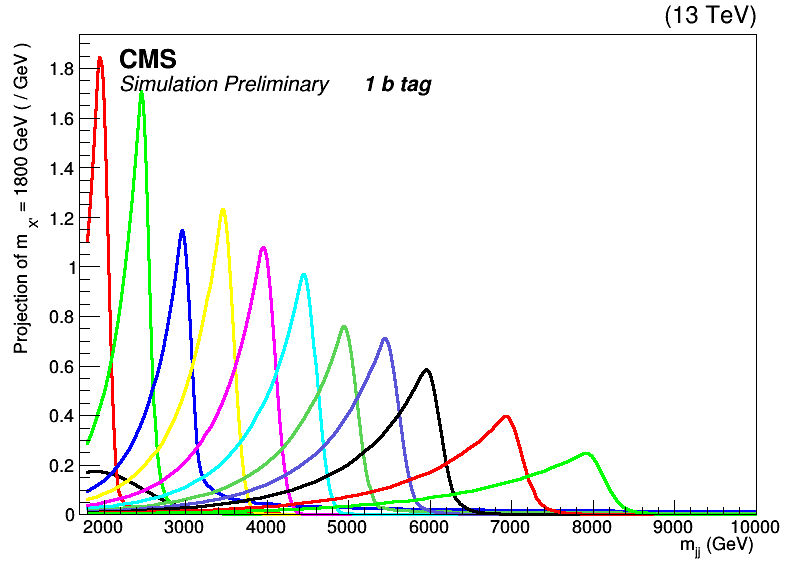 (13 TeV)
CMS
Simulation Preliminary 1 b tag
Projection of m_X' = 1800 GeV ( / GeV )
1.8
1.6
1.4
1.2
1
0.8
0.6
0.4
0.2
0
2000 3000 4000 5000 6000 7000 8000 9000 10000
m_jj (GeV)